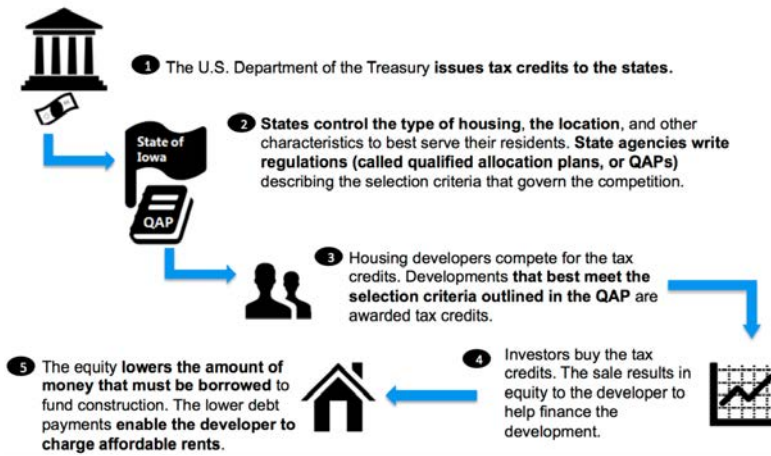 1 The U.S. Department of the Treasury issues tax credits to the states.
State of
Iowa
QAP
2 States control the type of housing, the location, and other
characteristics to best serve their residents. State agencies write
regulations (called qualified allocation plans, or QAPs)
describing the selection criteria that govern the competition.
3 Housing developers compete for the tax
credits. Developments that best meet the
selection criteria outlined in the QAP are
awarded tax credits.
4 Investors buy the tax
credits. The sale results in
equity to the developer to
help finance the
development.
5 The equity lowers the amount of
money that must be borrowed to
fund construction. The lower debt
payments enable the developer to
charge affordable rents.